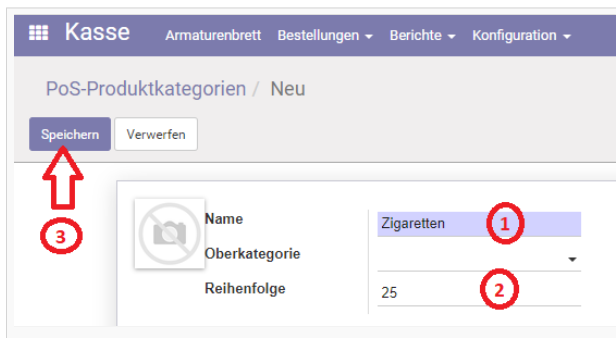 Kasse Armaturenbrett Bestellungen Berichte Konfiguration
PoS-Produktkategorien / Neu
Speichern Verwerfen
Name Zigaretten 1
3
Oberkategorie
Reihenfolge 25 2